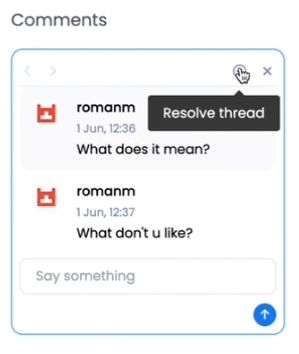 Comments
Resolve thread
romanm
1 Jun, 12:36
What does it mean?
romanm
1 Jun, 12:37
What don't u like?
Say something